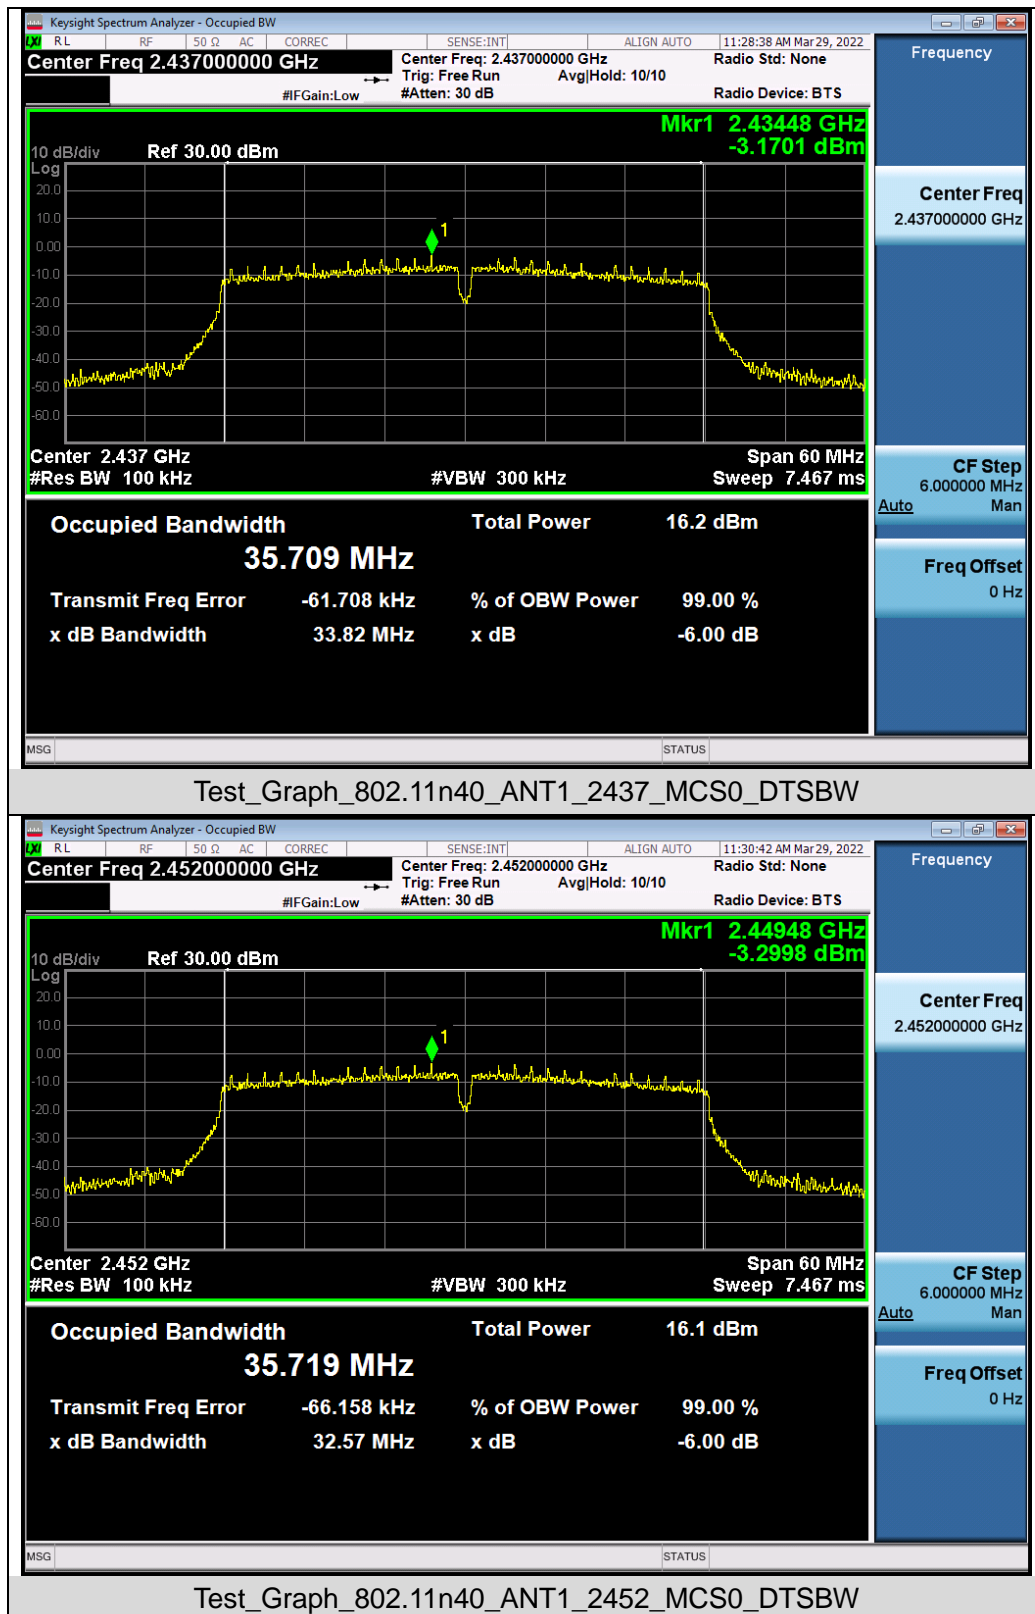 Keysight Spectrum Analyzer - Occupied BW
LXI RL RF 50 Ω AC CORREC SENSE:INT ALIGN AUTO 11:28:38 AM Mar 29, 2022
Center Freq 2.437000000 GHz
Center Freq: 2.437000000 GHz
Radio Std: None
Trig: Free Run Avg|Hold: 10/10
#IFGain:Low
#Atten: 30 dB
Radio Device: BTS
Frequency
Mkr1 2.43448 GHz
-3.1701 dBm
10 dB/div Ref 30.00 dBm
Log
20.0
10.0
0.00
-10.0
-20.0
-30.0
-40.0
-50.0
-60.0
1
Center Freq
2.437000000 GHz
Center 2.437 GHz Span 60 MHz
#Res BW 100 kHz #VBW 300 kHz Sweep 7.467 ms
CF Step
6.000000 MHz
Auto Man
Occupied Bandwidth Total Power 16.2 dBm
35.709 MHz
Transmit Freq Error -61.708 kHz % of OBW Power 99.00 %
x dB Bandwidth 33.82 MHz x dB -6.00 dB
Freq Offset
0 Hz
MSG STATUS
Test_Graph_802.11n40_ANT1_2437_MCS0_DTSBW
Keysight Spectrum Analyzer - Occupied BW
LXI RL RF 50 Ω AC CORREC SENSE:INT ALIGN AUTO 11:30:42 AM Mar 29, 2022
Center Freq 2.452000000 GHz
Center Freq: 2.452000000 GHz
Radio Std: None
Trig: Free Run Avg|Hold: 10/10
#IFGain:Low
#Atten: 30 dB
Radio Device: BTS
Frequency
Mkr1 2.44948 GHz
-3.2998 dBm
10 dB/div Ref 30.00 dBm
Log
20.0
10.0
0.00
-10.0
-20.0
-30.0
-40.0
-50.0
-60.0
1
Center Freq
2.452000000 GHz
Center 2.452 GHz Span 60 MHz
#Res BW 100 kHz #VBW 300 kHz Sweep 7.467 ms
CF Step
6.000000 MHz
Auto Man
Occupied Bandwidth Total Power 16.1 dBm
35.719 MHz
Transmit Freq Error -66.158 kHz % of OBW Power 99.00 %
x dB Bandwidth 32.57 MHz x dB -6.00 dB
Freq Offset
0 Hz
MSG STATUS
Test_Graph_802.11n40_ANT1_2452_MCS0_DTSBW